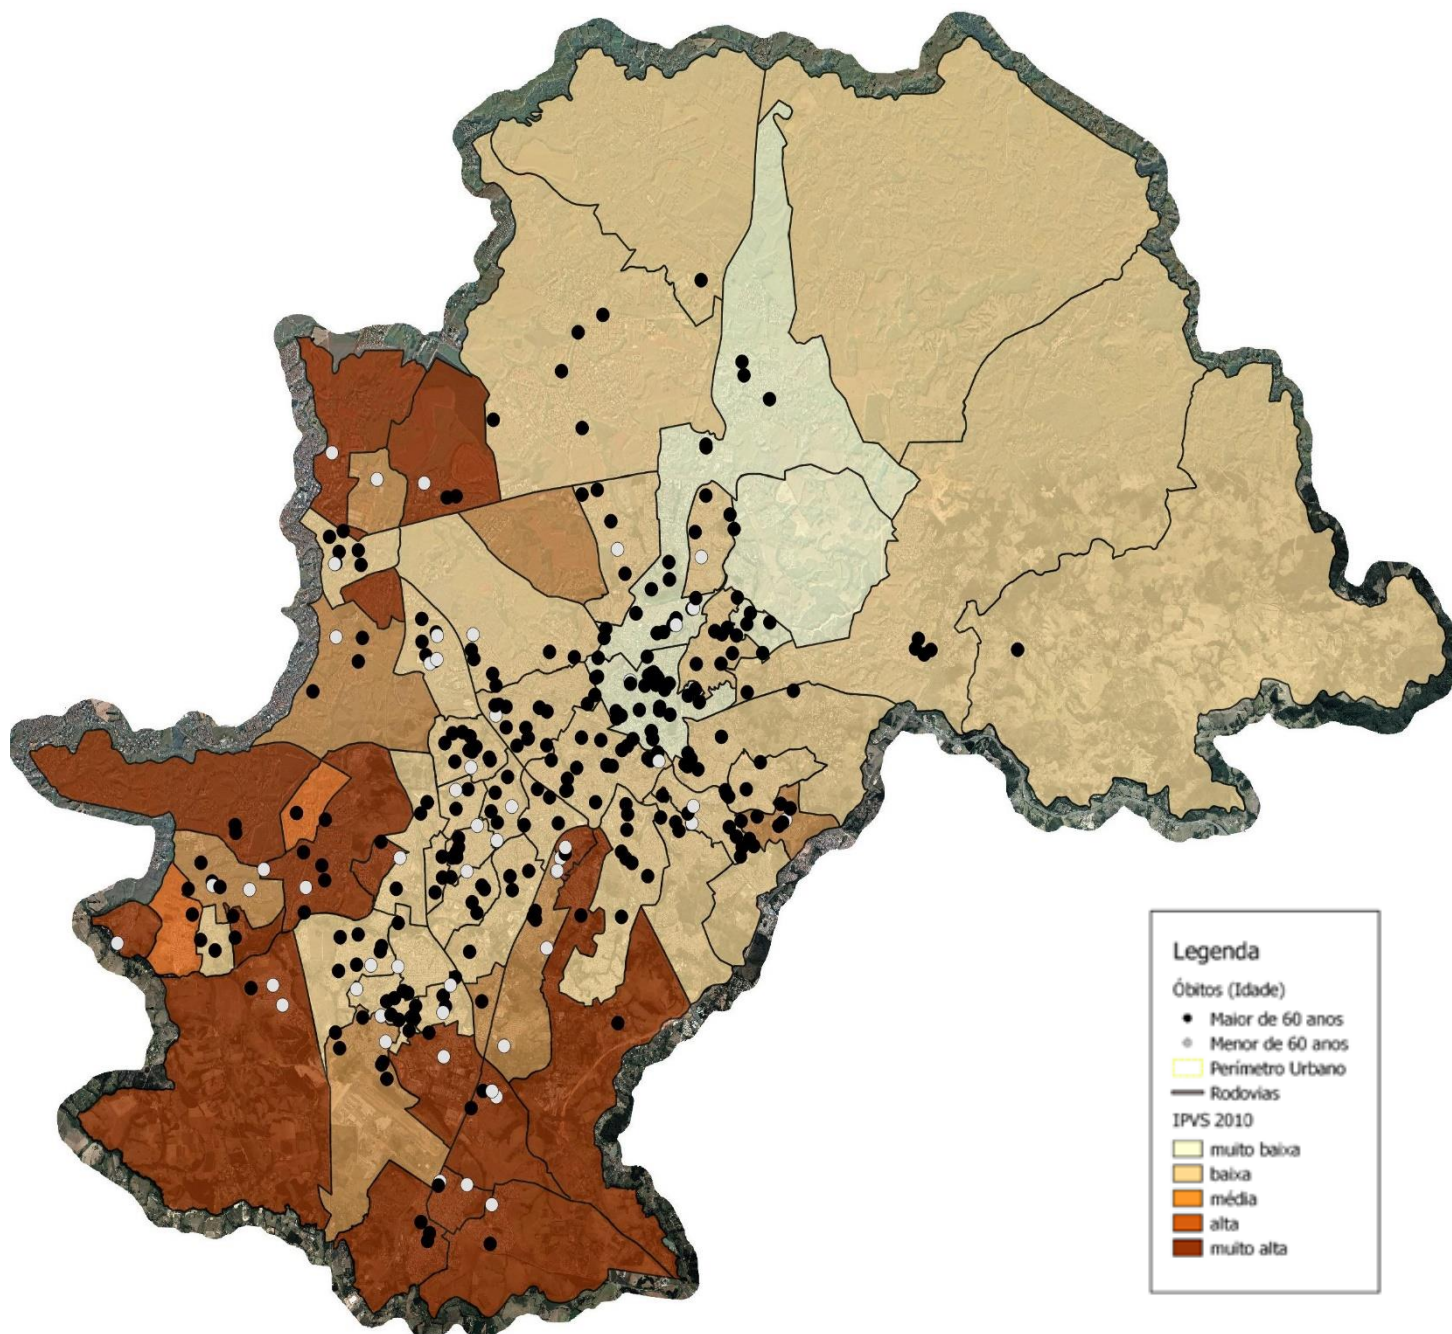 Legenda
Óbitos (Idade)
Maior de 60 anos
Menor de 60 anos
Perímetro Urbano
Rodovias
IPVS 2010
muito baixa
baixa
média
alta
muito alta